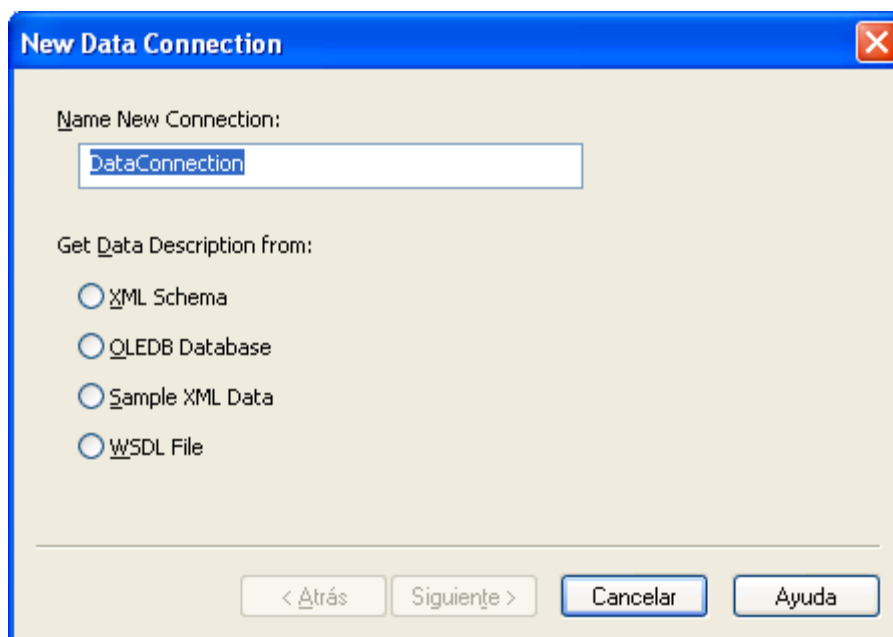 New Data Connection
Name New Connection:
DataConnection
Get Data Description from:
XML Schema
OLEDB Database
Sample XML Data
WSDL File
< Atrás Siguiente > Cancelar Ayuda